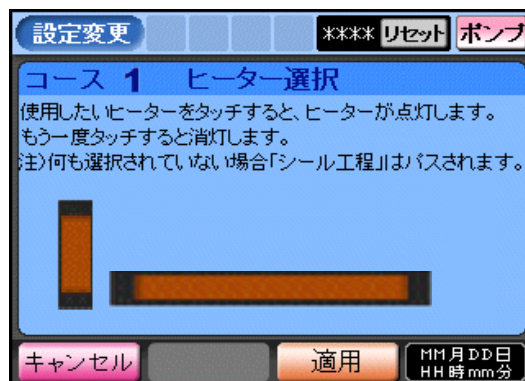 設定変更 **** リセット ポンプ
コース 1 ヒーター選択
使用したいヒーターをタッチすると、ヒーターが点灯します。
もう一度タッチすると消灯します。
注)何も選択されていない場合「シール工程」はパスされます。
キャンセル 適用 MM月DD日
HH時mm分